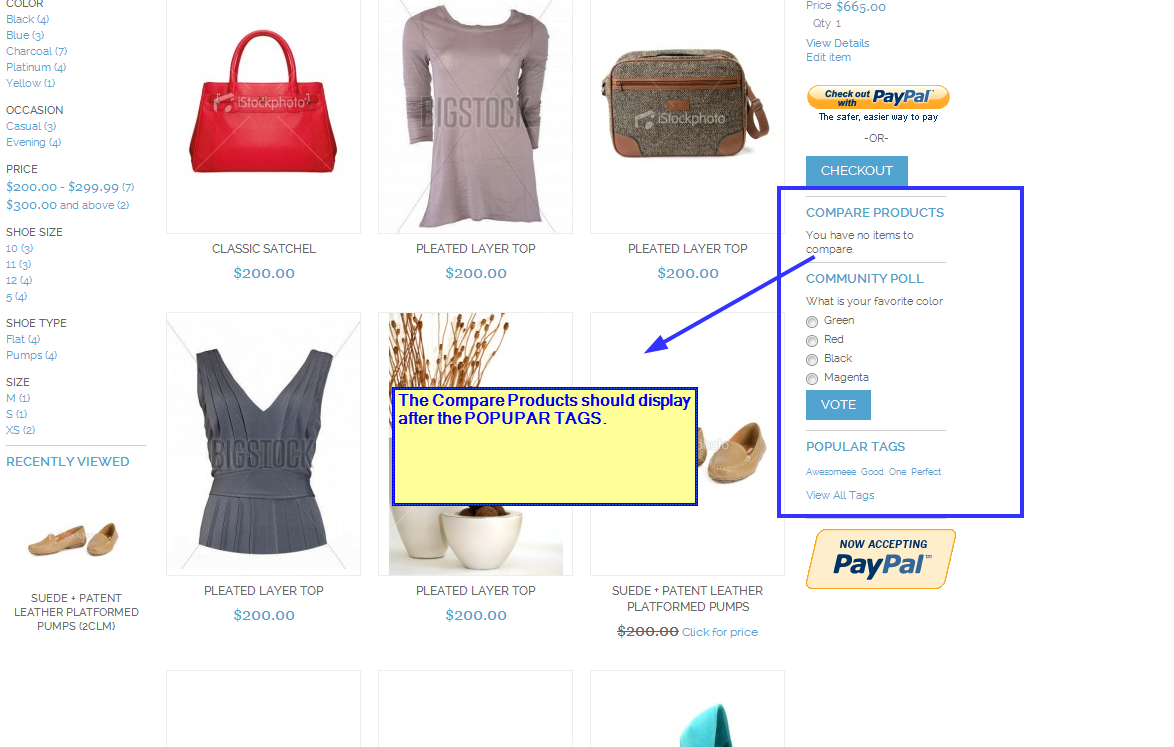 COLOR
Black (4)
Blue (3)
Charcoal (7)
Platinum (4)
Yellow (1)
OCCASION
Casual (3)
Evening (4)
PRICE
$200.00 - $299.99 (7)
$300.00 and above (2)
SHOE SIZE
10 (3)
11 (3)
12 (4)
5 (4)
SHOE TYPE
Flat (4)
Pumps (4)
SIZE
M (1)
S (1)
XS (2)
RECENTLY VIEWED
SUEDE + PATENT
LEATHER PLATFORMED
PUMPS (2CLM)
iStockphoto
BIGSTOCK
iStockphoto
CLASSIC SATCHEL
$200.00
PLEATED LAYER TOP
$200.00
PLEATED LAYER TOP
$200.00
BIGSTOCK
The Compare Products should display
after the POPUPAR TAGS.
PLEATED LAYER TOP
$200.00
PLEATED LAYER TOP
$200.00
SUEDE + PATENT LEATHER
PLATFORMED PUMPS
$200.00 Click for price
Price $665.00
Qty 1
View Details
Edit item
Check out
with PayPal
The safer, easier way to pay
-OR-
CHECKOUT
COMPARE PRODUCTS
You have no items to
compare.
COMMUNITY POLL
What is your favorite color
Green
Red
Black
Magenta
VOTE
POPULAR TAGS
Awesomeee Good One Perfect
View All Tags
NOW ACCEPTING
PayPal™